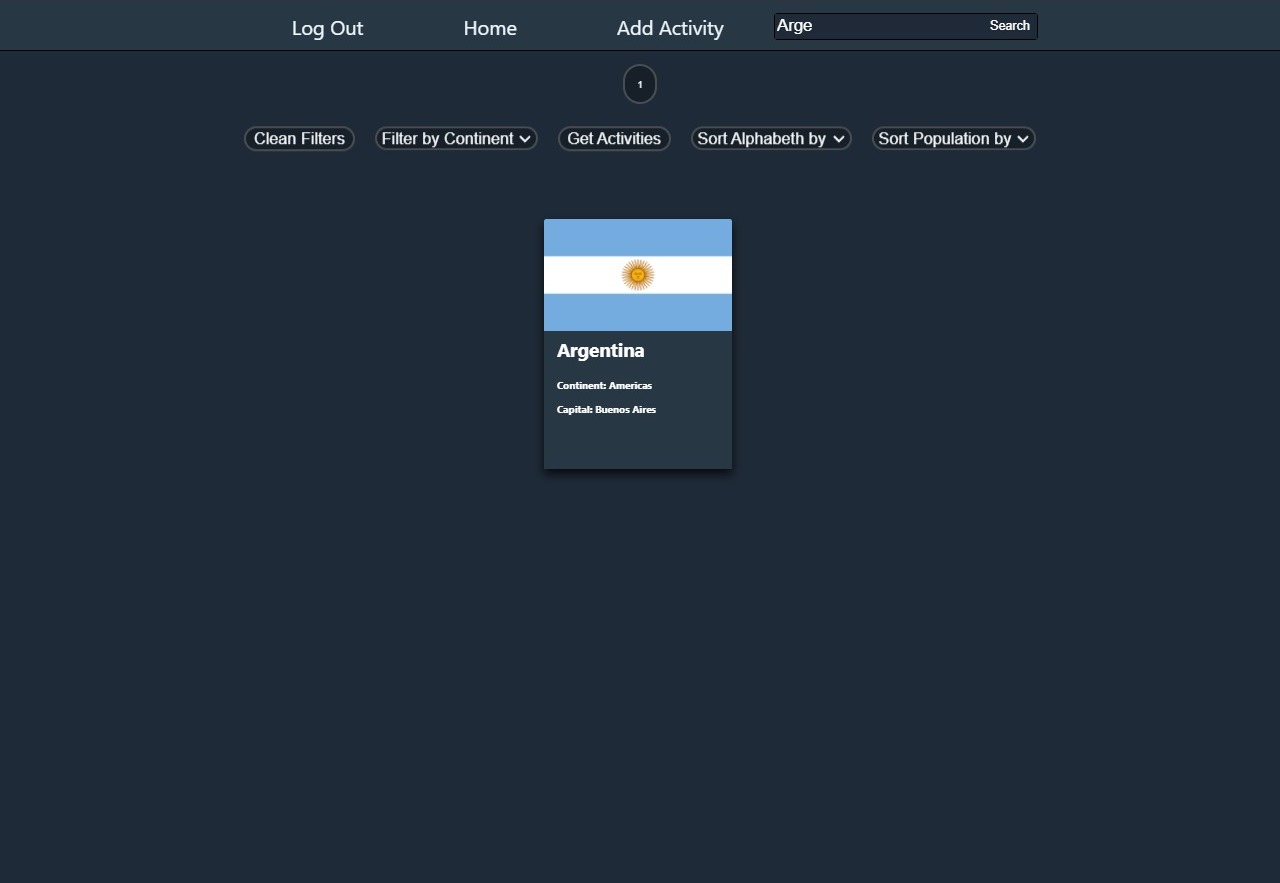 Log Out Home Add Activity Arge Search
1
Clean Filters Filter by Continent Get Activities Sort Alphabeth by Sort Population by
Argentina
Continent: Americas
Capital: Buenos Aires